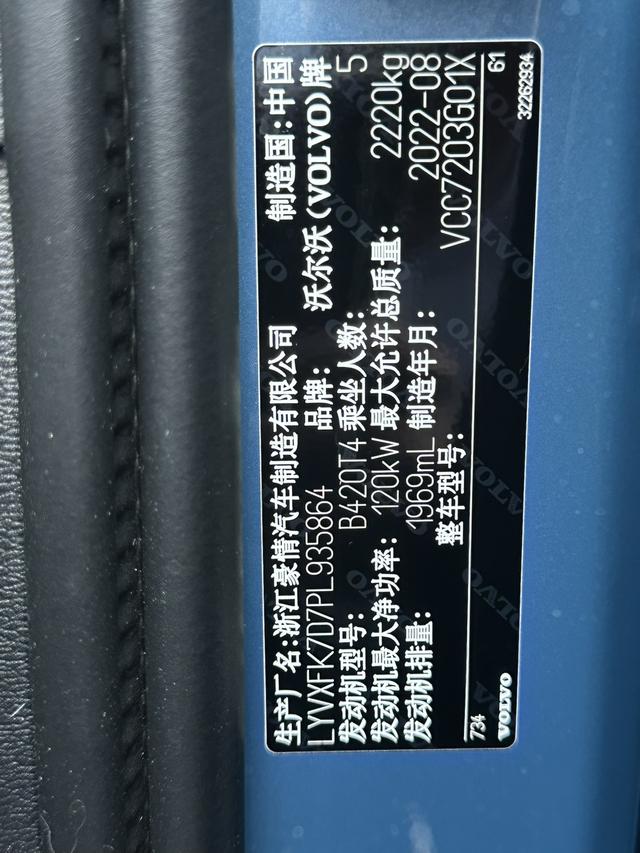 生产厂名:浙江豪情汽车制造有限公司 制造国:中国
LYVXFK7D7PL935864 品牌: 沃尔沃(VOLVO)牌
发动机型号: B420T4 乘坐人数: 5
发动机最大净功率: 120kW 最大允许总质量: 2220kg
发动机排量: 1969mL 制造年月: 2022-08
整车型号: VCC7203G01X
734 61
VOLVO 32262934